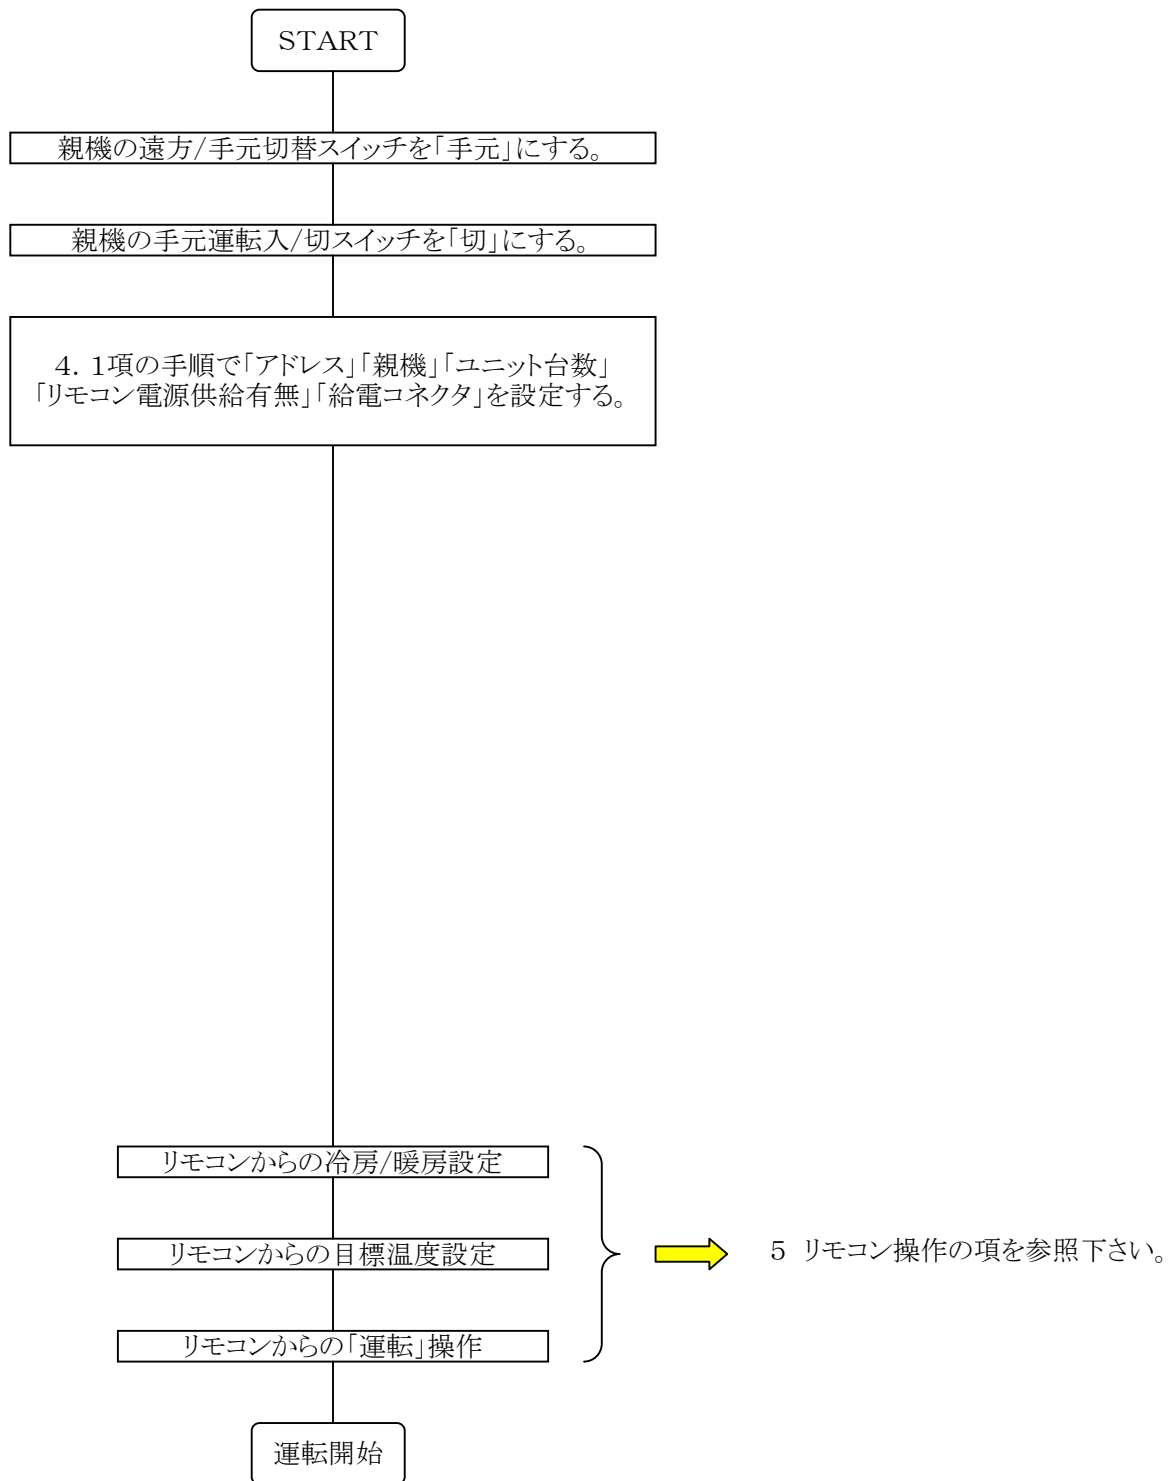 START
親機の遠方/手元切替スイッチを「手元」にする。
親機の手元運転入/切スイッチを「切」にする。
4. 1項の手順で「アドレス」「親機」「ユニット台数」
「リモコン電源供給有無」「給電コネクタ」を設定する。
リモコンからの冷房/暖房設定
リモコンからの目標温度設定
5 リモコン操作の項を参照下さい。
リモコンからの「運転」操作
運転開始